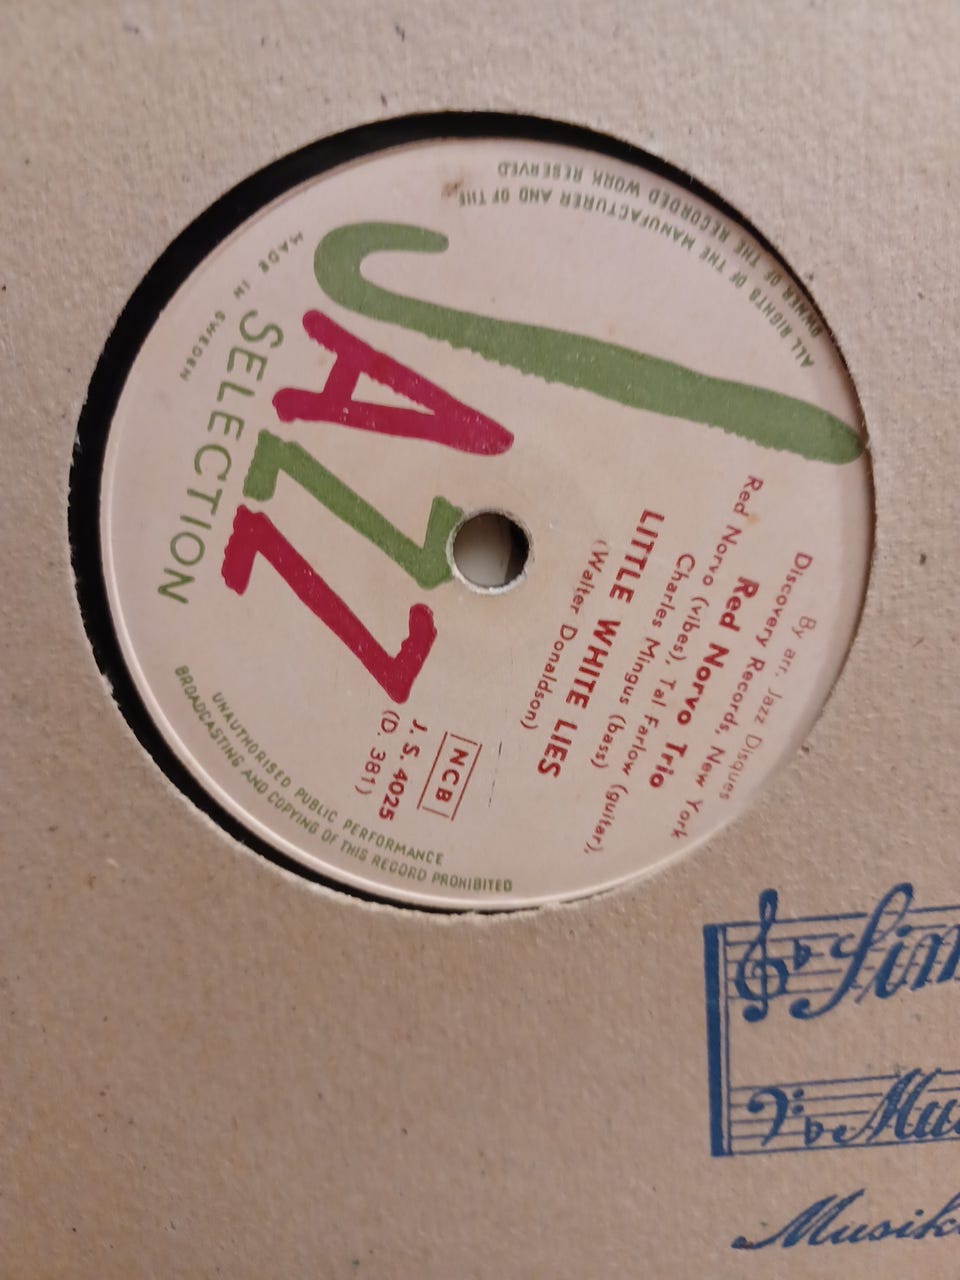 JAZZ
SELECTION
MADE IN SWEDEN
NCB
J. S. 4025
(D. 381)
LITTLE WHITE LIES
(Walter Donaldson)
Red Norvo Trio
Red Norvo (vibes), Tal Farlow (guitar),
Charles Mingus (bass)
By arr. Jazz Disques
Discovery Records, New York
ALL RIGHTS OF THE MANUFACTURER AND OF THE
OWNER OF THE RECORDED WORK RESERVED
UNAUTHORISED PUBLIC PERFORMANCE
BROADCASTING AND COPYING OF THIS RECORD PROHIBITED